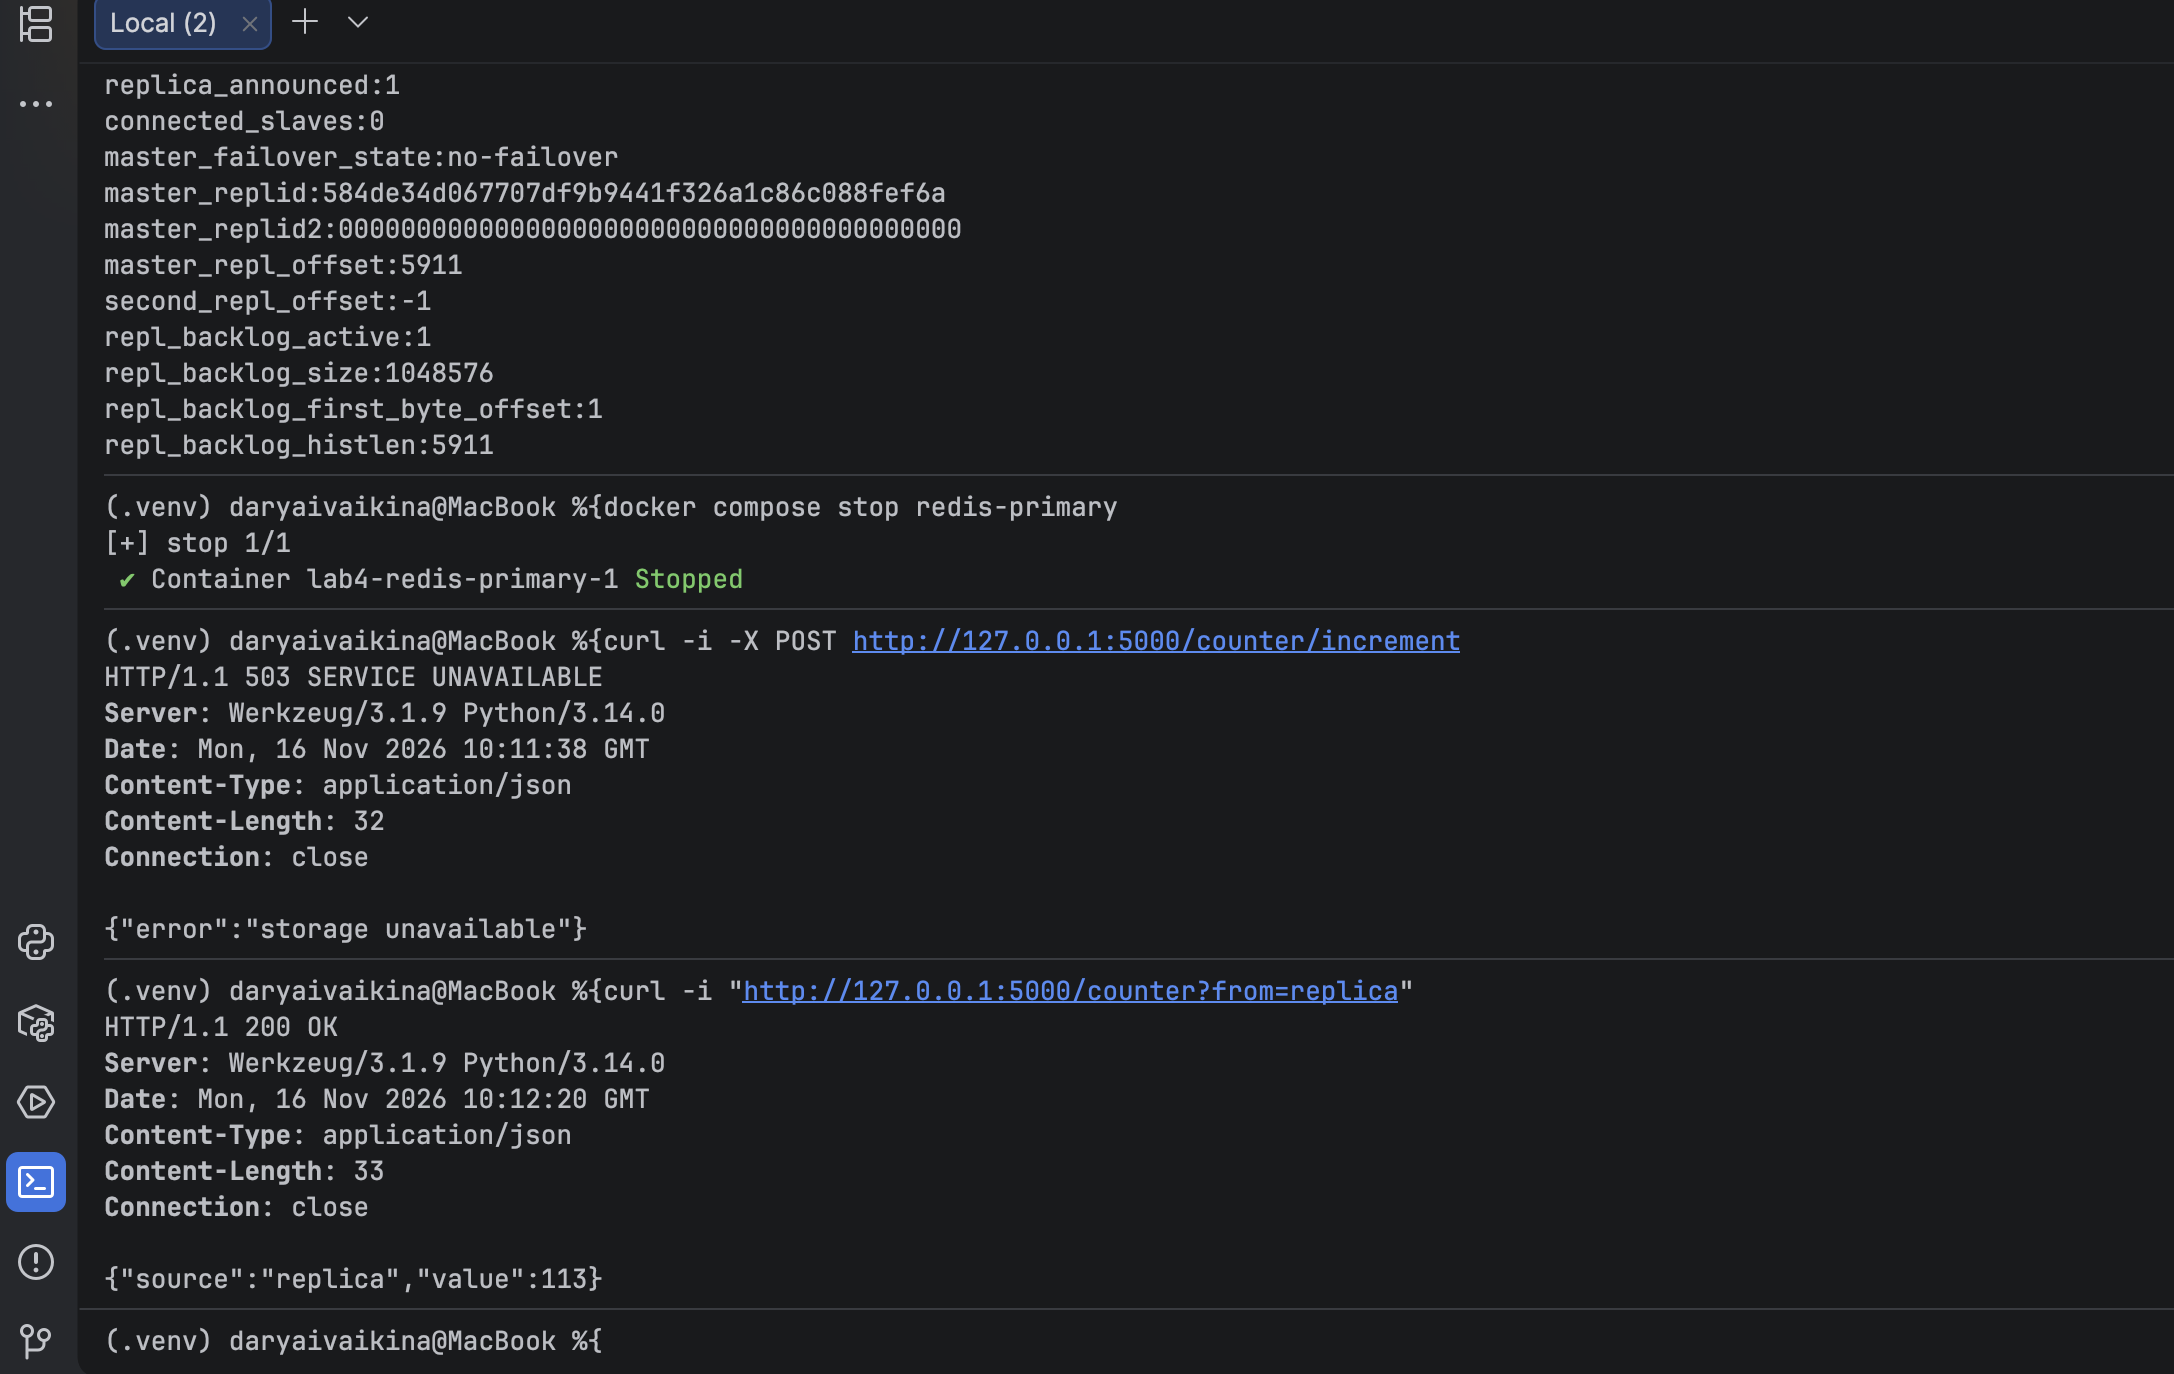 Local (2)
replica_announced:1
connected_slaves:0
master_failover_state:no-failover
master_replid:584de34d067707df9b9441f326a1c86c088fef6a
master_replid2:0000000000000000000000000000000000000000
master_repl_offset:5911
second_repl_offset:-1
repl_backlog_active:1
repl_backlog_size:1048576
repl_backlog_first_byte_offset:1
repl_backlog_histlen:5911
(.venv) daryaivaikina@MacBook %{docker compose stop redis-primary
[+] stop 1/1
✔ Container lab4-redis-primary-1 Stopped
(.venv) daryaivaikina@MacBook %{curl -i -X POST http://127.0.0.1:5000/counter/increment
HTTP/1.1 503 SERVICE UNAVAILABLE
Server: Werkzeug/3.1.9 Python/3.14.0
Date: Mon, 16 Nov 2026 10:11:38 GMT
Content-Type: application/json
Content-Length: 32
Connection: close
{"error":"storage unavailable"}
(.venv) daryaivaikina@MacBook %{curl -i "http://127.0.0.1:5000/counter?from=replica"
HTTP/1.1 200 OK
Server: Werkzeug/3.1.9 Python/3.14.0
Date: Mon, 16 Nov 2026 10:12:20 GMT
Content-Type: application/json
Content-Length: 33
Connection: close
{"source":"replica","value":113}
(.venv) daryaivaikina@MacBook %{